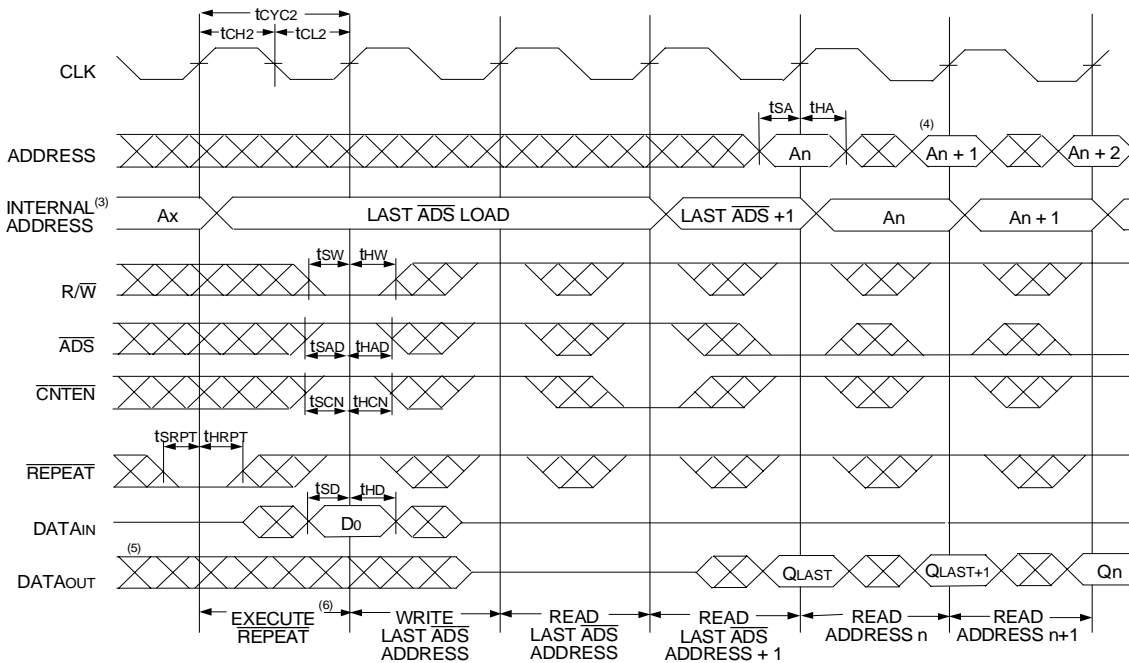 tCYC2
tCH2 tCL2
CLK
tSA tHA
ADDRESS An (4) An + 1 An + 2
INTERNAL(3) ADDRESS Ax LAST ADS LOAD LAST ADS +1 An An + 1
tSW tHW
R/W
ADS
tSAD tHAD
CNTEN
tSCN tHCN
tSRPT tHRPT
REPEAT
tSD tHD
DATAIN D0
(5)
DATAOUT QLAST QLAST+1 Qn
EXECUTE (6) REPEAT
WRITE LAST ADS ADDRESS
READ LAST ADS ADDRESS
READ LAST ADS ADDRESS + 1
READ ADDRESS n
READ ADDRESS n+1